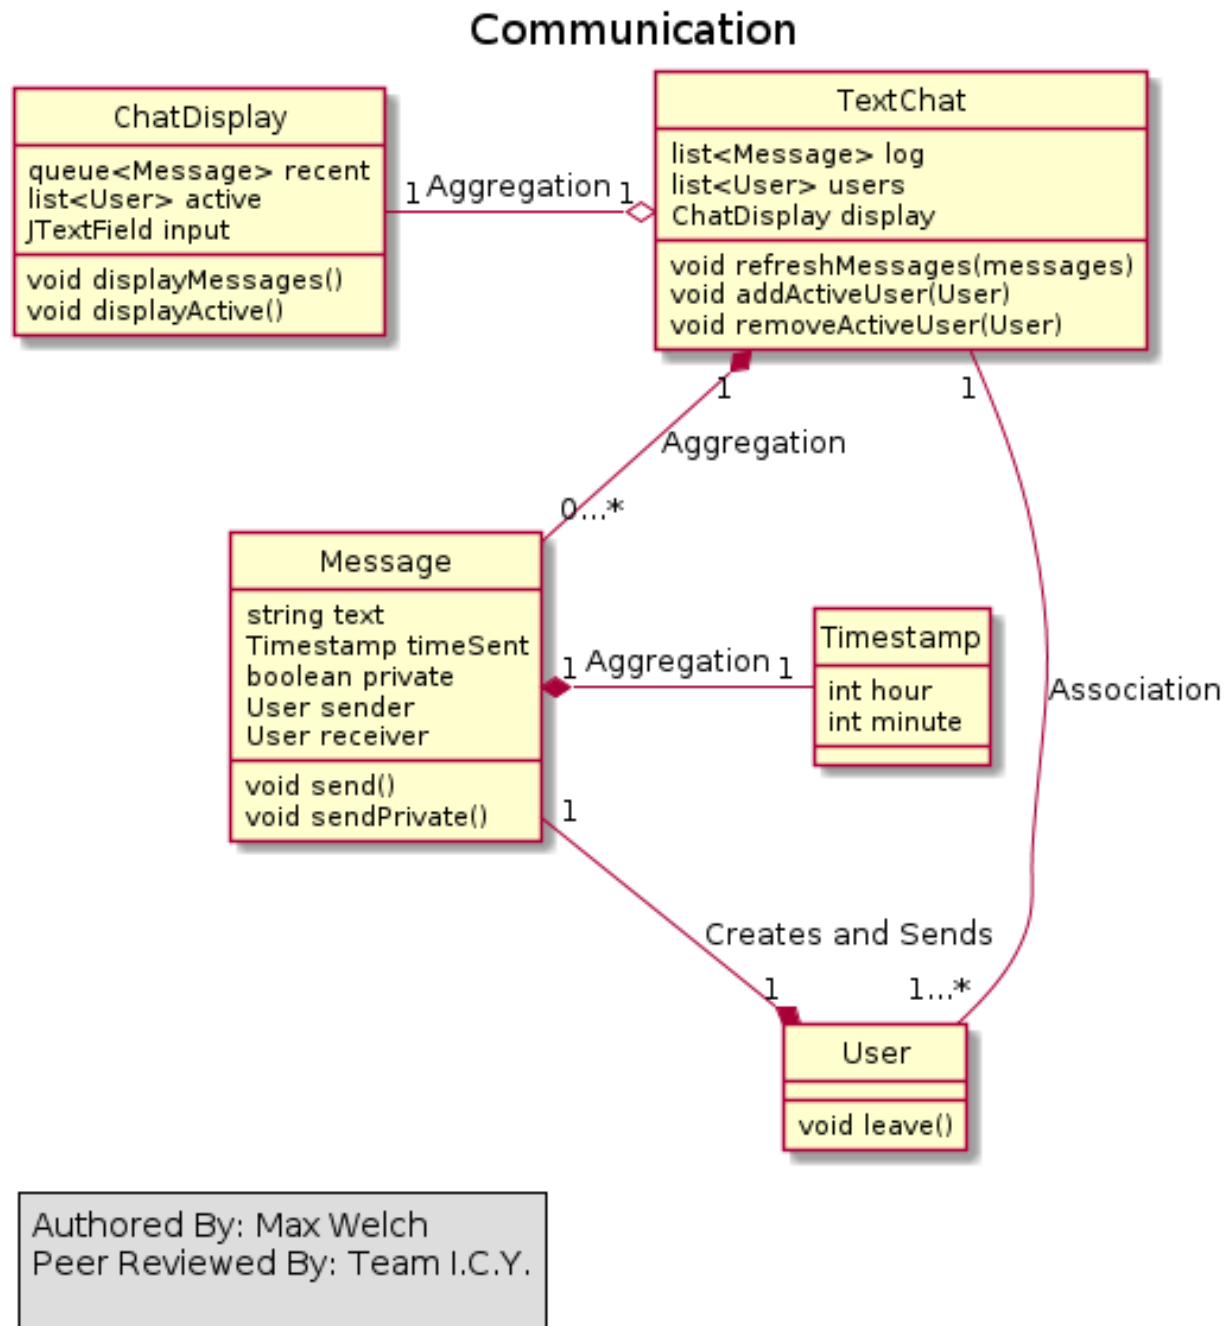 Communication
ChatDisplay
queue<Message> recent
list<User> active
JTextField input
void displayMessages()
void displayActive()
1 Aggregation 1
TextChat
list<Message> log
list<User> users
ChatDisplay display
void refreshMessages(messages)
void addActiveUser(User)
void removeActiveUser(User)
1
1
Aggregation
0...*
Message
string text
Timestamp timeSent
boolean private
User sender
User receiver
void send()
void sendPrivate()
1 Aggregation 1
Timestamp
int hour
int minute
Association
1
Creates and Sends
1
1...*
User
void leave()
Authored By: Max Welch
Peer Reviewed By: Team I.C.Y.